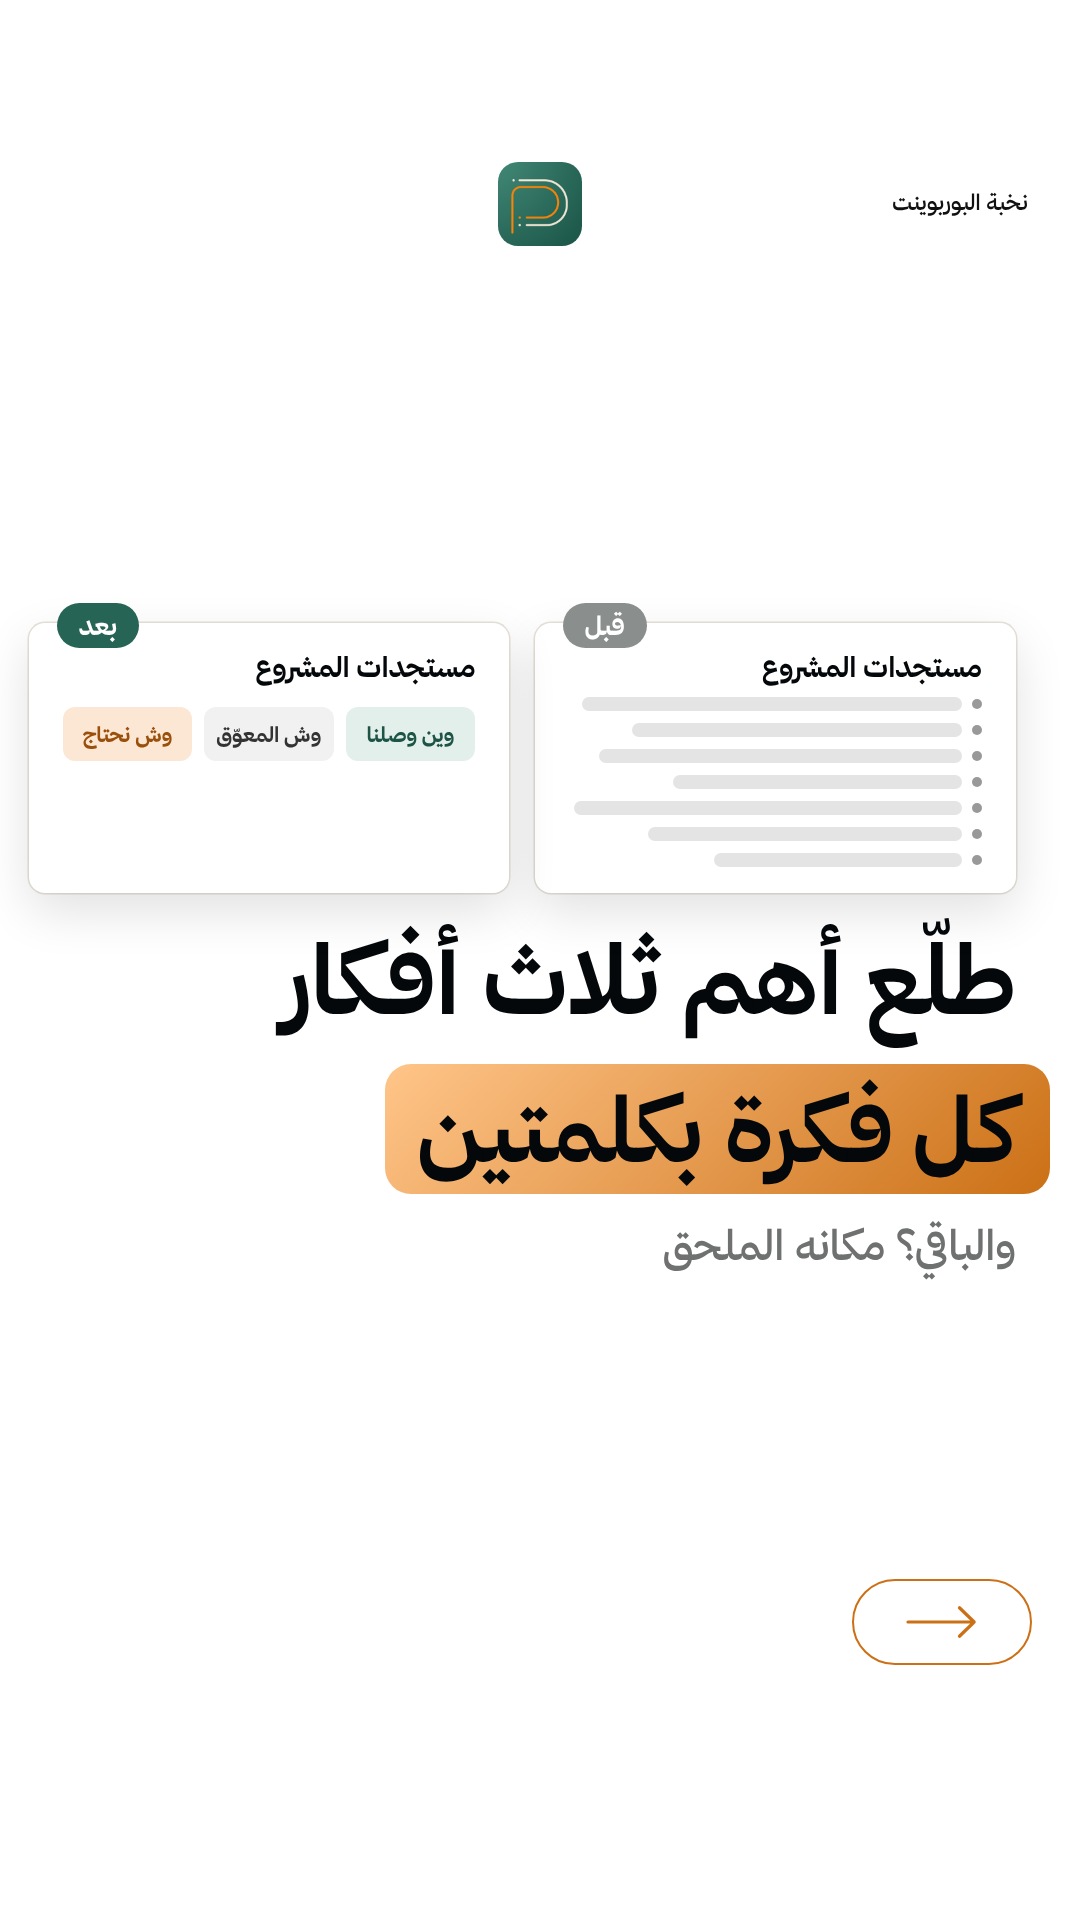 نخبة البوربوينت
قبل
مستجدات المشروع
بعد
مستجدات المشروع
وين وصلنا
وش المعوّق
وش نحتاج
طلّع أهم ثلاث أفكار
كل فكرة بكلمتين
والباقي؟ مكانه الملحق